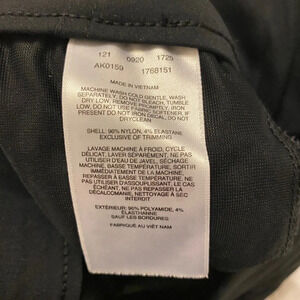 121 0920 1725
AK0159 1768151
MADE IN VIETNAM
MACHINE WASH COLD GENTLE, WASH
SEPARATELY, DO NOT BLEACH, TUMBLE
DRY LOW, REMOVE PROMPTLY, IRON
LOW, DO NOT USE FABRIC SOFTENER, IF
PRESENT DO NOT IRON DECAL, DO NOT
DRYCLEAN
SHELL: 96% NYLON, 4% ELASTANE
EXCLUSIVE OF TRIMMING
LAVAGE MACHINE À FROID, CYCLE
DÉLICAT, LAVER SÉPARÉMENT, NE PAS
UTILISER D'EAU DE JAVEL, SÉCHAGE
MACHINE, BASSE TEMPÉRATURE, SORTIR
IMMÉDIATEMENT DE LA MACHINE,
REPASSER À BASSE TEMPÉRATURE, NE
PAS UTILISER D'ASSOUPLISSANT, LE CAS
ÉCHÉANT, NE PAS REPASSER LA
DÉCALCOMANIE, NETTOYAGE À SEC
INTERDIT
EXTÉRIEUR: 96% POLYAMIDE, 4%
ÉLASTHANNE
SAUF LES BORDURES
FABRIQUÉ AU VIET NAM